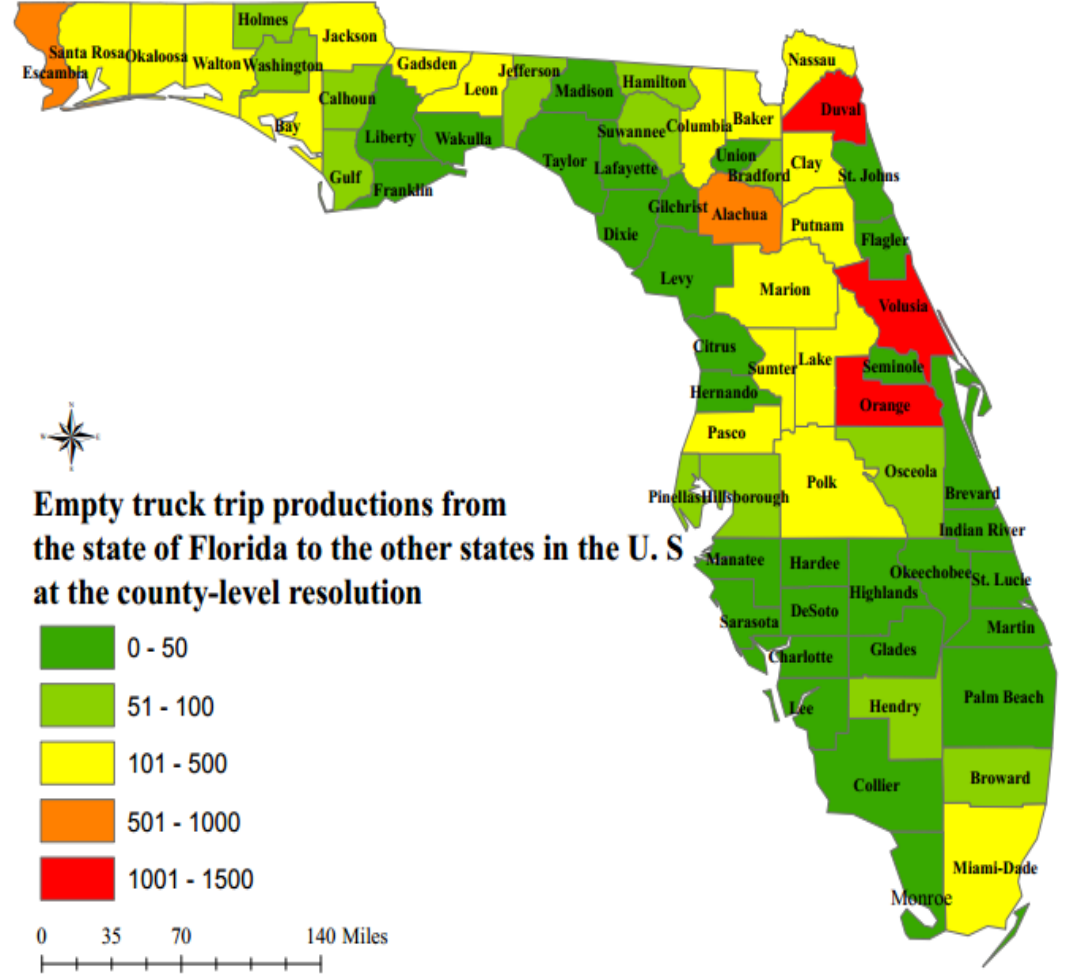 Holmes
Jackson
Santa Rosa
Okaloosa
Walton
Washington
Escambia
Gadsden
Jefferson
Leon
Madison
Hamilton
Nassau
Calhoun
Bay
Liberty
Wakulla
Suwannee
Columbia
Baker
Duval
Gulf
Franklin
Taylor
Lafayette
Union
Bradford
Clay
St. Johns
Gilchrist
Alachua
Putnam
Dixie
Flagler
Levy
Marion
Volusia
Citrus
Sumter
Lake
Seminole
Hernando
Orange
Pasco
N
W
E
S
Pinellas
Hillsborough
Polk
Osceola
Brevard
Indian River
Empty truck trip productions from
the state of Florida to the other states in the U. S
at the county-level resolution
Manatee
Hardee
Okeechobee
St. Lucie
Highlands
DeSoto
Sarasota
Martin
Charlotte
Glades
Palm Beach
Lee
Hendry
Collier
Broward
Miami-Dade
Monroe
0 - 50
51 - 100
101 - 500
501 - 1000
1001 - 1500
0 35 70 140 Miles